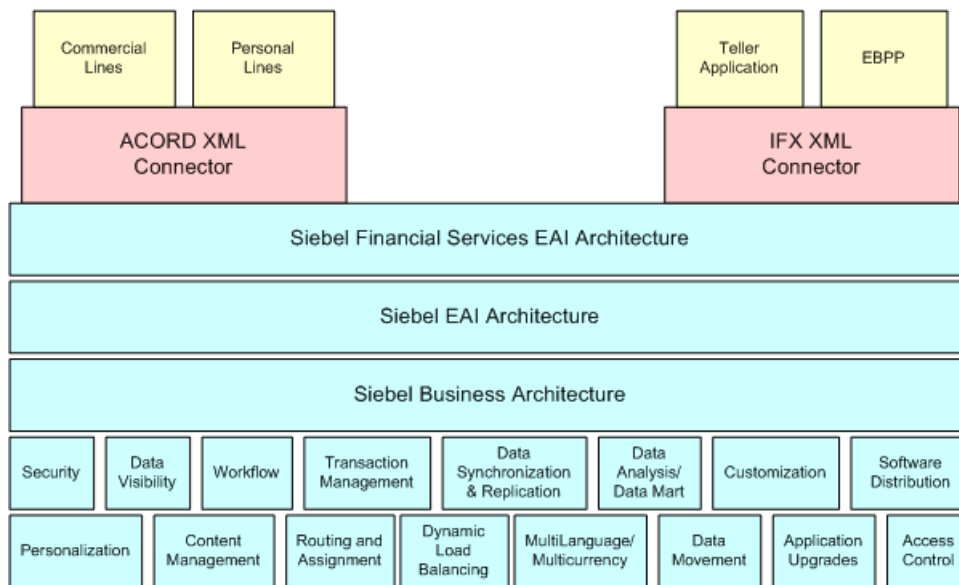 Commercial
Lines
Personal
Lines
Teller
Application
EBPP
ACORD XML
Connector
IFX XML
Connector
Siebel Financial Services EAI Architecture
Siebel EAI Architecture
Siebel Business Architecture
Security
Data
Visibility
Workflow
Transaction
Management
Data
Synchronization
& Replication
Data
Analysis/
Data Mart
Customization
Software
Distribution
Personalization
Content
Management
Routing and
Assignment
Dynamic
Load
Balancing
MultiLanguage/
Multicurrency
Data
Movement
Application
Upgrades
Access
Control